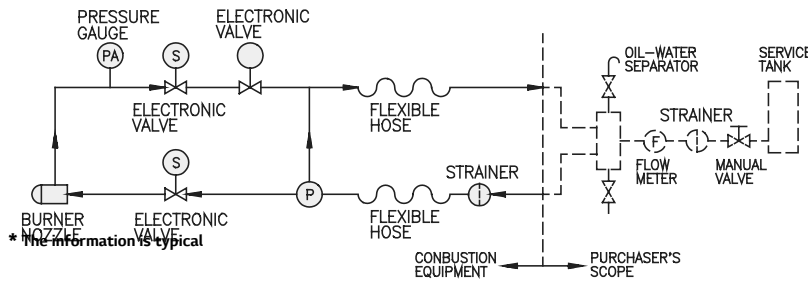 PRESSURE
GAUGE
ELECTRONIC
VALVE
PA
S
ELECTRONIC
VALVE
FLEXIBLE
HOSE
OIL-WATER
SEPARATOR
SERVICE
TANK
STRAINER
F
FLOW
METER
MANUAL
VALVE
S
P
STRAINER
BURNER
NOZZLE
ELECTRONIC
VALVE
FLEXIBLE
HOSE
* The information is typical
COMBUSTION
EQUIPMENT
PURCHASER'S
SCOPE